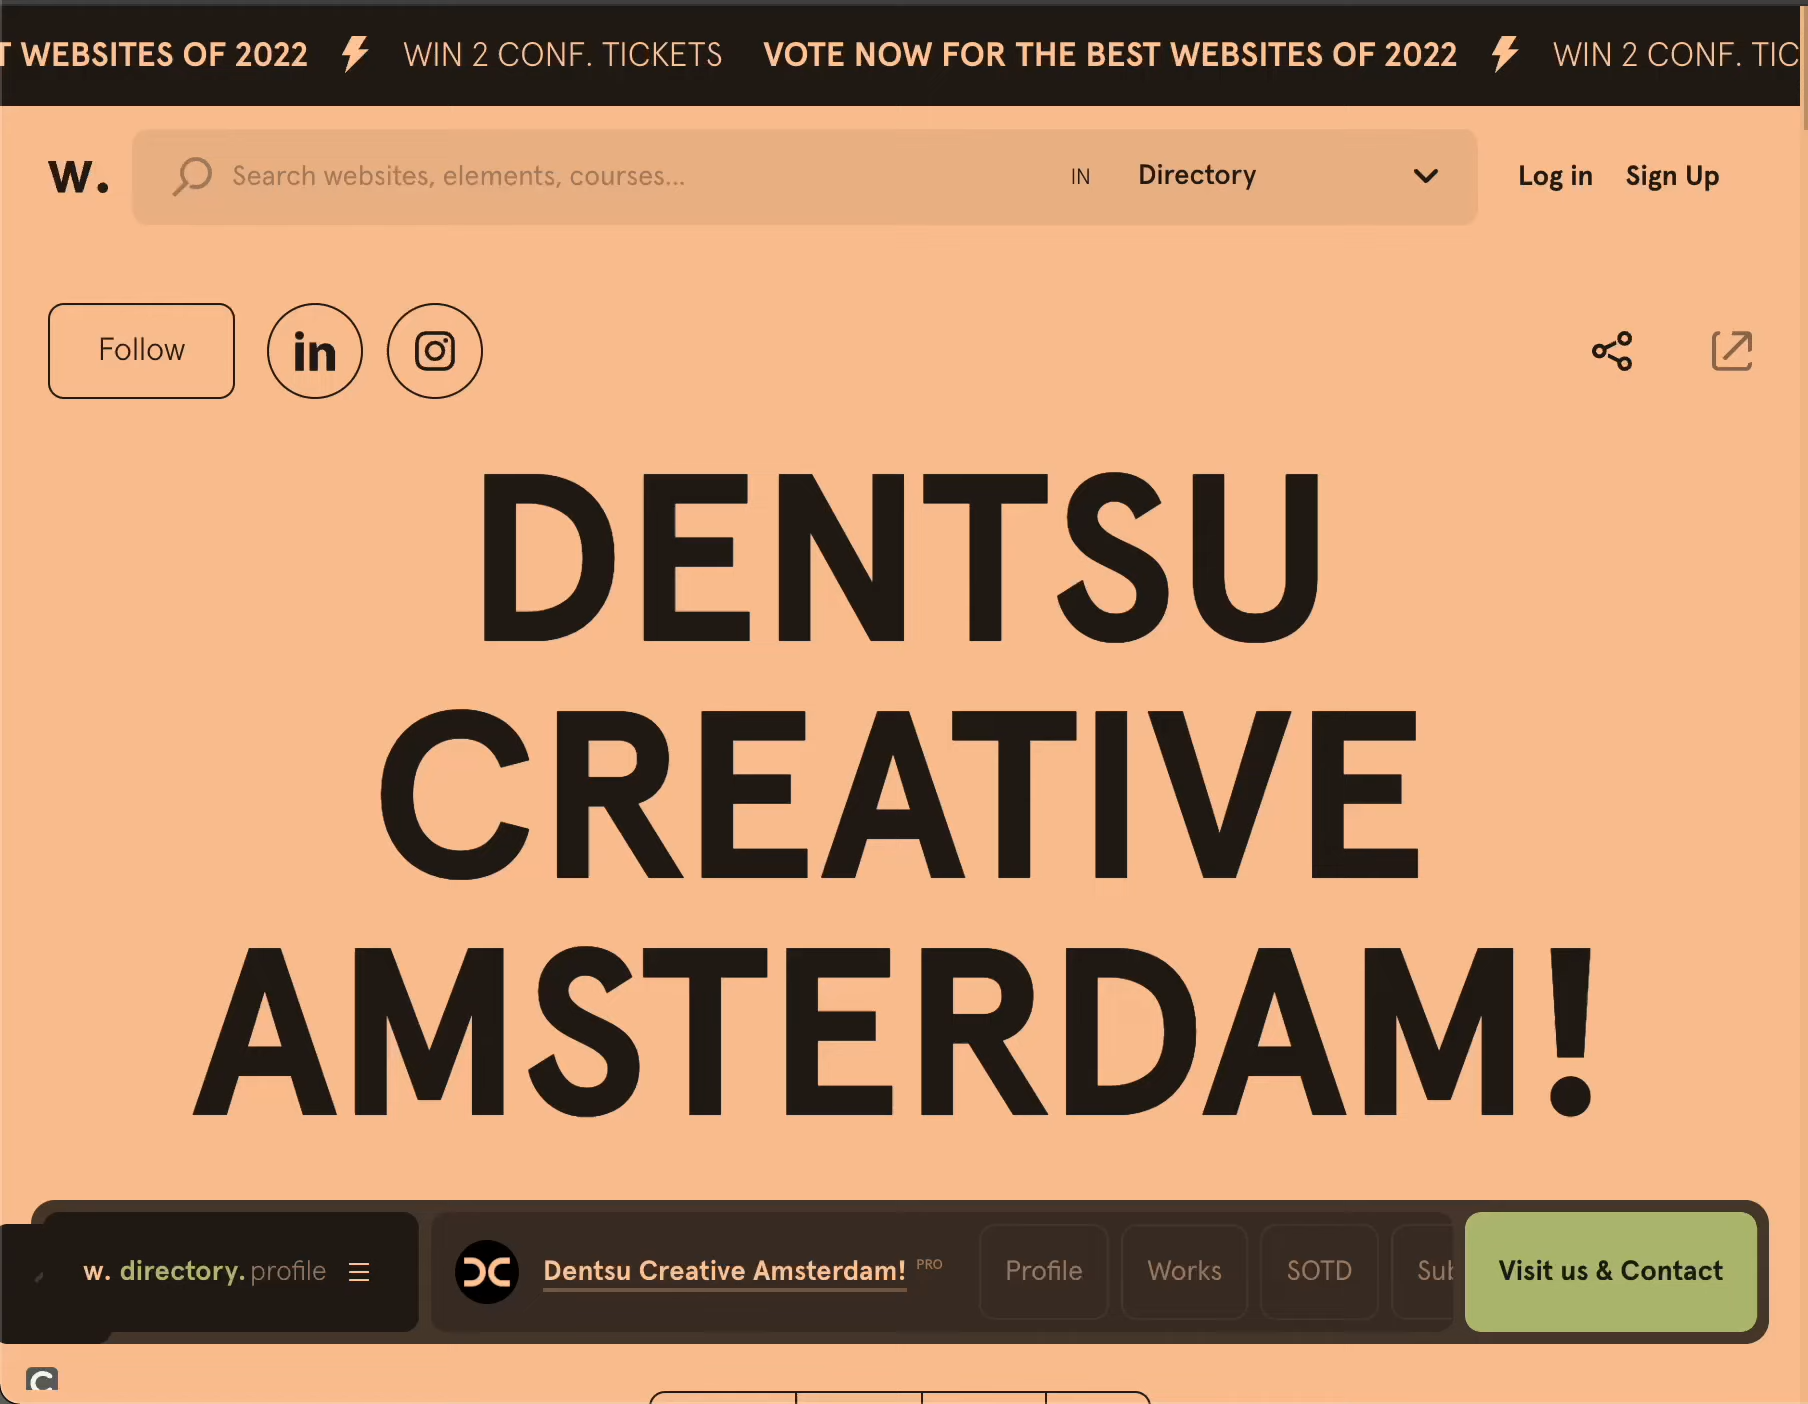 T WEBSITES OF 2022 WIN 2 CONF. TICKETS VOTE NOW FOR THE BEST WEBSITES OF 2022 WIN 2 CONF. TIC
w. Search websites, elements, courses... IN Directory Log in Sign Up
Follow in
DENTSU
CREATIVE
AMSTERDAM!
w. directory. profile Dentsu Creative Amsterdam! PRO Profile Works SOTD Sub Visit us & Contact
C